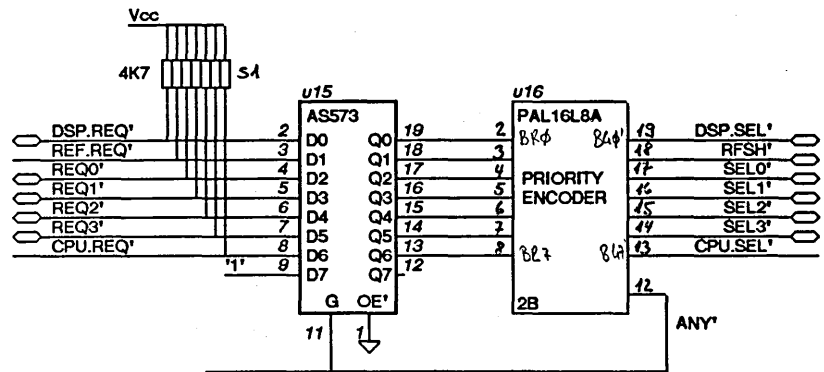 Vcc
4K7 S1
u15 u16
AS573 PAL16L8A
DSP.REQ' 2 D0 Q0 19 2 BRΦ BGΦ' 19 DSP.SEL'
REF.REQ' 3 D1 Q1 18 3 18 RFSH'
REQ0' 4 D2 Q2 17 4 PRIORITY 17 SEL0'
REQ1' 5 D3 Q3 16 5 ENCODER 16 SEL1'
REQ2' 6 D4 Q4 15 6 15 SEL2'
REQ3' 7 D5 Q5 14 7 14 SEL3'
CPU.REQ' 8 D6 Q6 13 8 BR7 13 CPU.SEL'
'1' 9 D7 Q7 12
G OE' 2B 12
11 1 ANY'